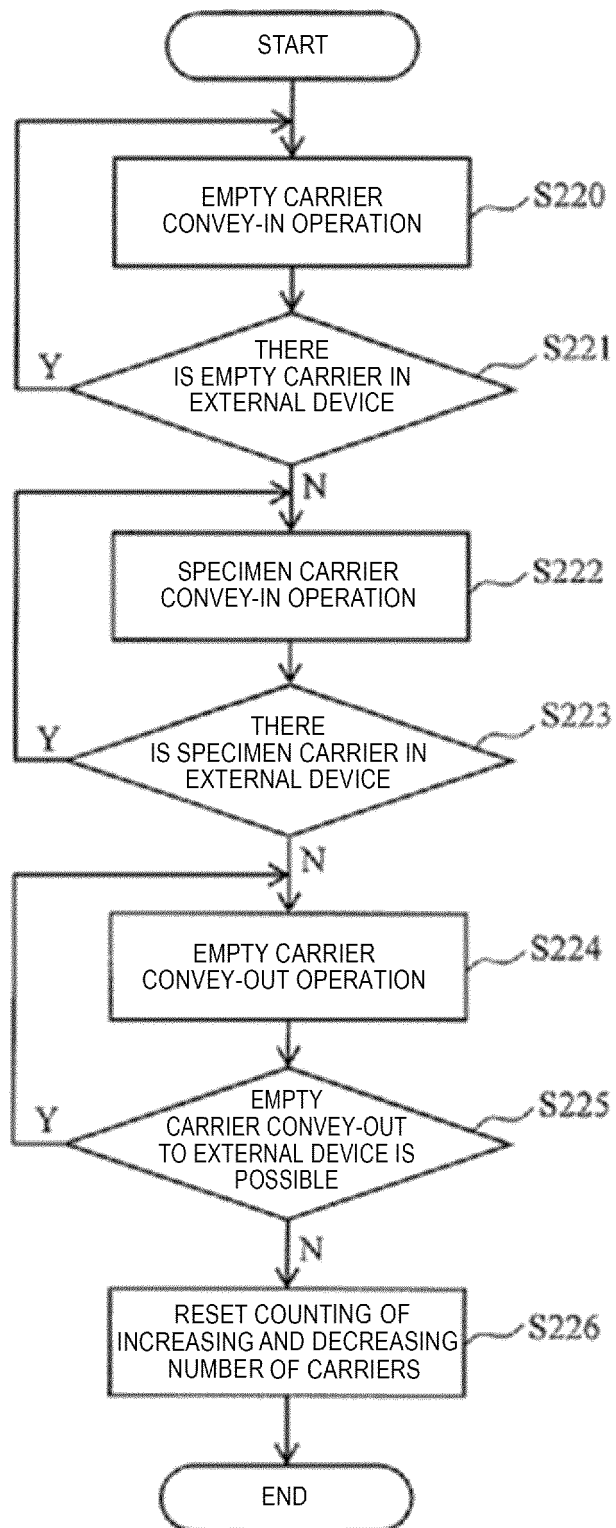 START
EMPTY CARRIER
CONVEY-IN OPERATION
S220
THERE
IS EMPTY CARRIER IN
EXTERNAL DEVICE
S221
Y
N
SPECIMEN CARRIER
CONVEY-IN OPERATION
S222
THERE
IS SPECIMEN CARRIER IN
EXTERNAL DEVICE
S223
Y
N
EMPTY CARRIER
CONVEY-OUT OPERATION
S224
EMPTY
CARRIER CONVEY-OUT
TO EXTERNAL DEVICE IS
POSSIBLE
S225
Y
N
RESET COUNTING OF
INCREASING AND DECREASING
NUMBER OF CARRIERS
S226
END